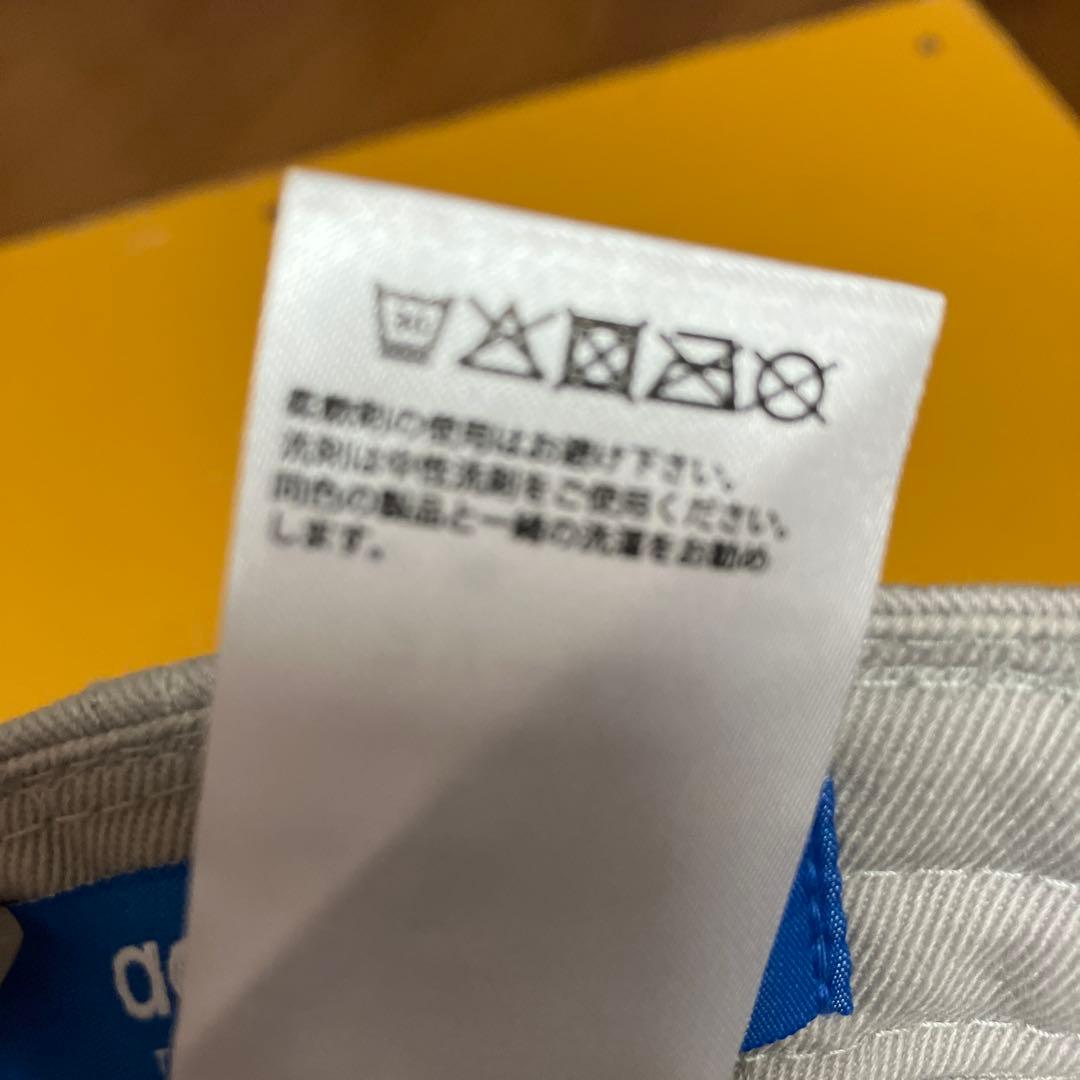 柔軟剤の使用はお避け下さい。
洗剤は中性洗剤をご使用ください。
同色の製品と一緒の洗濯をお勧め
します。